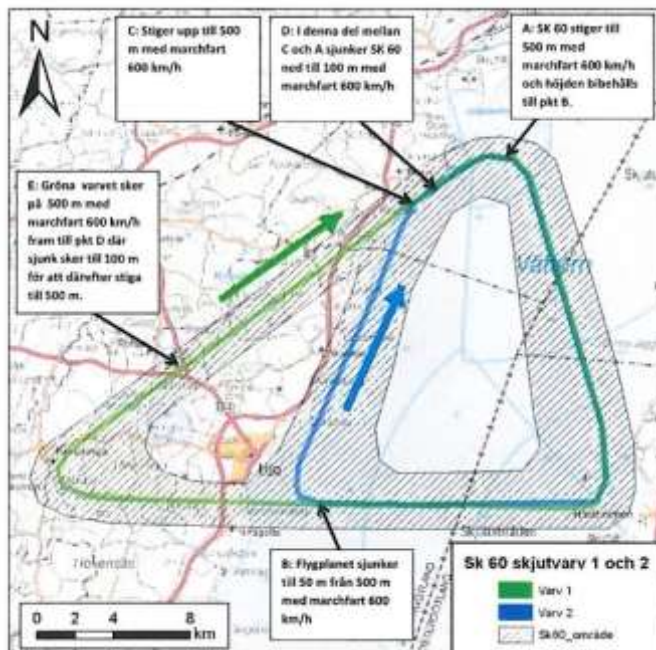 N
C: Stiger upp till 500
m med marchfart
600 km/h
D: I denna del mellan
C och A sjunker SK 60
ned till 100 m med
marchfart 600 km/h
A: SK 60 stiger till
500 m med
marchfart 600 km/h
och höjden bibehålls
till pkt B.
E: Gröna varvet sker
på 500 m med
marchfart 600 km/h
fram till pkt D där
sjunk sker till 100 m
för att därefter stiga
till 500 m.
Hjo
B: Flygplanet sjunker
till 50 m från 500 m
med marchfart 600
km/h
Sk 60 skjutvarv 1 och 2
Varv 1
Varv 2
Sk60_område
0 2 4 8
km